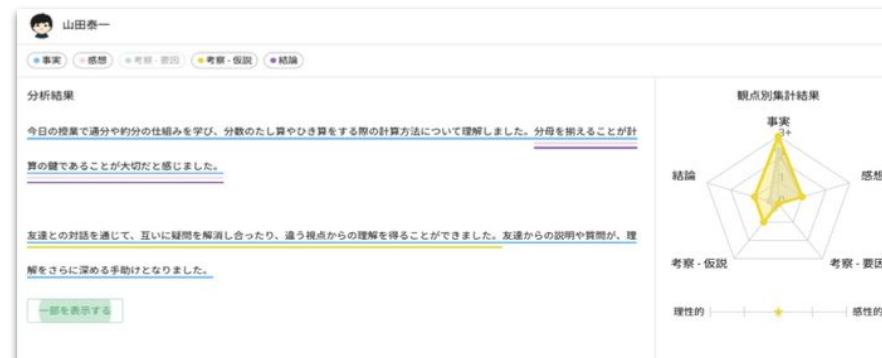 山田泰一
事実 感想 考察 - 要因 考察 - 仮説 結論
分析結果
今日の授業で通分や約分の仕組みを学び、分数のたし算やひき算をする際の計算方法について理解しました。分母を揃えることが計
算の鍵であることが大切だと感じました。
友達との対話を通じて、互いに疑問を解消し合ったり、違う視点からの理解を得ることができました。友達からの説明や質問が、理
解をさらに深める手助けとなりました。
一部を表示する
観点別集計結果
事実
3+
1
0
結論
感想
考察 - 仮説
考察 - 要因
理性的
感性的